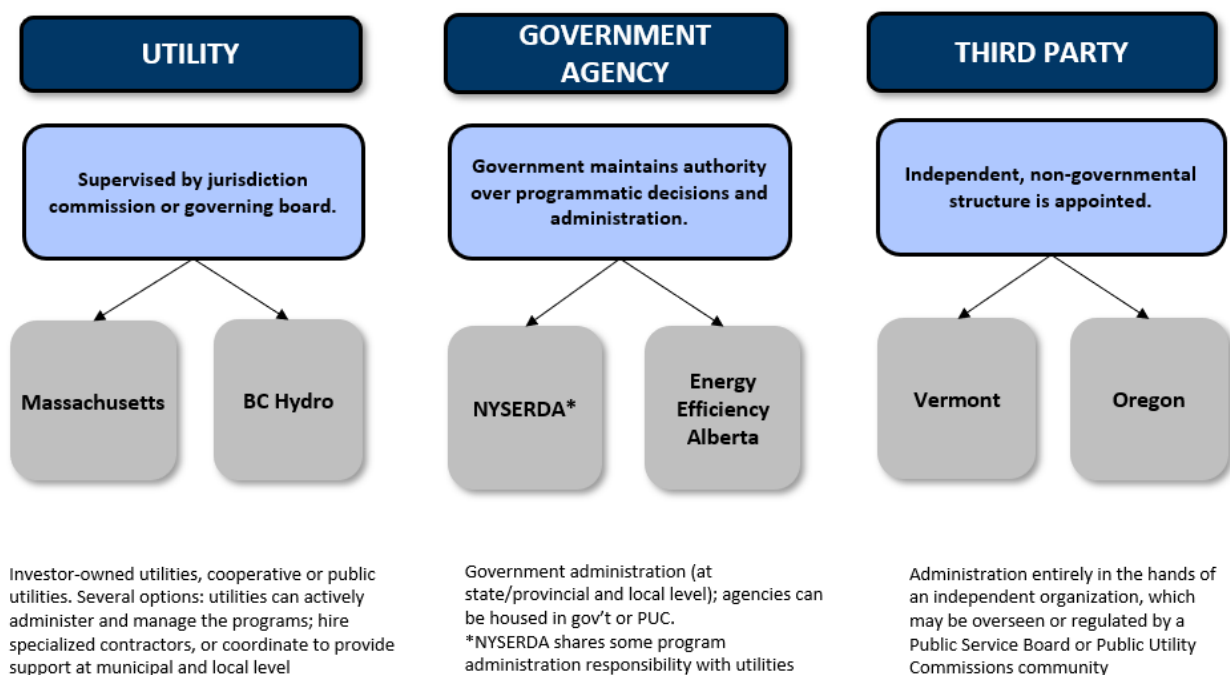 UTILITY
Supervised by jurisdiction
commission or governing board.
Massachusetts
BC Hydro
Investor-owned utilities, cooperative or public
utilities. Several options: utilities can actively
administer and manage the programs; hire
specialized contractors, or coordinate to provide
support at municipal and local level
GOVERNMENT
AGENCY
Government maintains authority
over programmatic decisions and
administration.
NYSERDA*
Energy
Efficiency
Alberta
Government administration (at
state/provincial and local level); agencies can
be housed in gov't or PUC.
*NYSERDA shares some program
administration responsibility with utilities
THIRD PARTY
Independent, non-governmental
structure is appointed.
Vermont
Oregon
Administration entirely in the hands of
an independent organization, which
may be overseen or regulated by a
Public Service Board or Public Utility
Commissions community